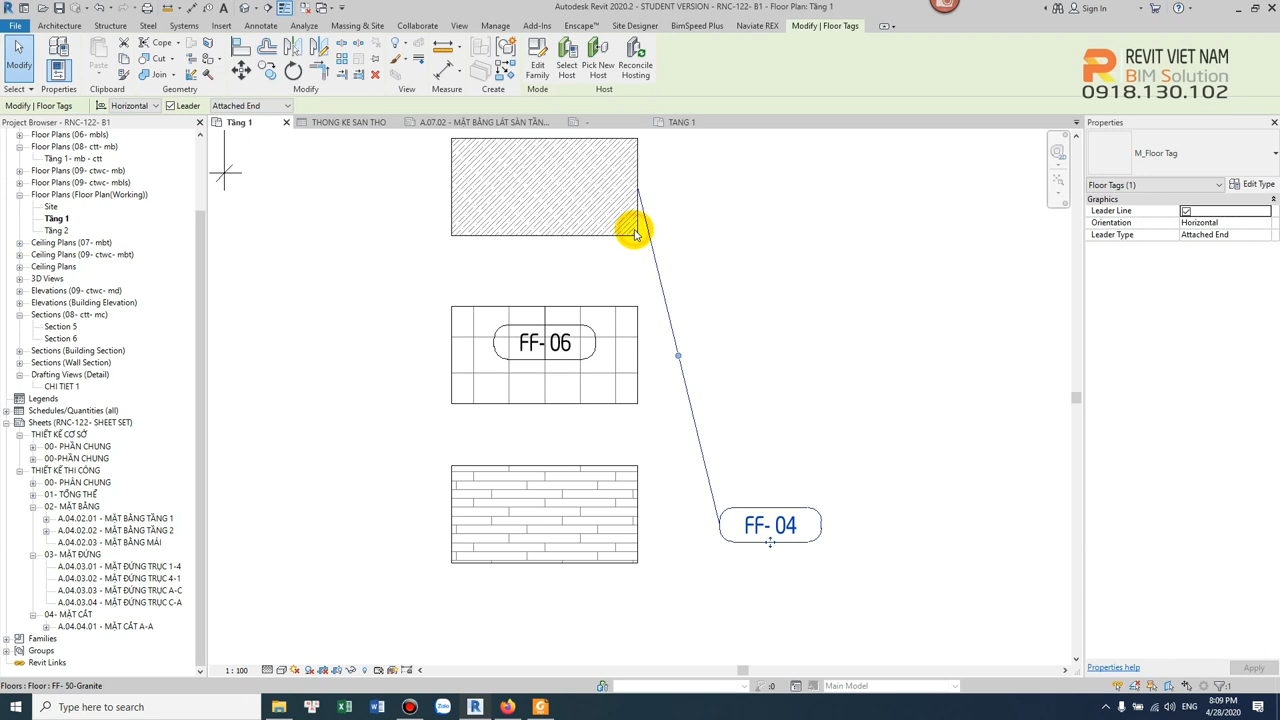 Autodesk Revit 2020.2 - STUDENT VERSION - RNC-122- B1 - Floor Plan: Tầng 1
Sign In
File Architecture Structure Steel Systems Insert Annotate Analyze Massing & Site Collaborate View Manage Add-Ins Enscape™ Site Designer BimSpeed Plus Naviate REX Modify | Floor Tags
REVIT VIET NAM
BIM Solution
0918.130.102
Modify
Paste
Cope
Cut
Join
Edit Family
Select Host
Pick New Host
Reconcile Hosting
Select Properties Clipboard Geometry Modify View Measure Create Mode Host
Modify | Floor Tags Horizontal Leader Attached End
Project Browser - RNC-122- B1
Floor Plans (06- mbls)
Floor Plans (08- ctt- mb)
Tầng 1- mb - ctt
Floor Plans (09- ctwc- mb)
Floor Plans (09- ctwc- mbls)
Floor Plans (Floor Plan(Working))
Site
Tầng 1
Tầng 2
Ceiling Plans (07- mbt)
Ceiling Plans (09- ctwc- mbt)
Ceiling Plans
3D Views
Elevations (09- ctwc- md)
Elevations (Building Elevation)
Sections (08- ctt- mc)
Section 5
Section 6
Sections (Building Section)
Sections (Wall Section)
Drafting Views (Detail)
CHI TIET 1
Legends
Schedules/Quantities (all)
Sheets (RNC-122- SHEET SET)
THIẾT KẾ CƠ SỞ
00- PHẦN CHUNG
00-PHẦN CHUNG
THIẾT KẾ THI CÔNG
00- PHẦN CHUNG
01- TỔNG THỂ
02- MẶT BẰNG
A.04.02.01 - MẶT BẰNG TẦNG 1
A.04.02.02 - MẶT BẰNG TẦNG 2
A.04.02.03 - MẶT BẰNG MÁI
03- MẶT ĐỨNG
A.04.03.01 - MẶT ĐỨNG TRỤC 1-4
A.04.03.02 - MẶT ĐỨNG TRỤC 4-1
A.04.03.03 - MẶT ĐỨNG TRỤC A-C
A.04.03.04 - MẶT ĐỨNG TRỤC C-A
04- MẶT CẮT
A.04.04.01 - MẶT CẮT A-A
Families
Groups
Revit Links
Tầng 1
THONG KE SAN THO
A.07.02 - MẶT BẰNG LÁT SÀN TẦN...
-
TANG 1
FF- 06
FF- 04
1 : 100
Properties
M_Floor Tag
Floor Tags (1)
Edit Type
Graphics
Leader Line
Orientation Horizontal
Leader Type Attached End
Properties help
Apply
Floors : Floor : FF- 50-Granite
:0
Main Model
:1
Type here to search
ENG
8:09 PM
4/28/2020